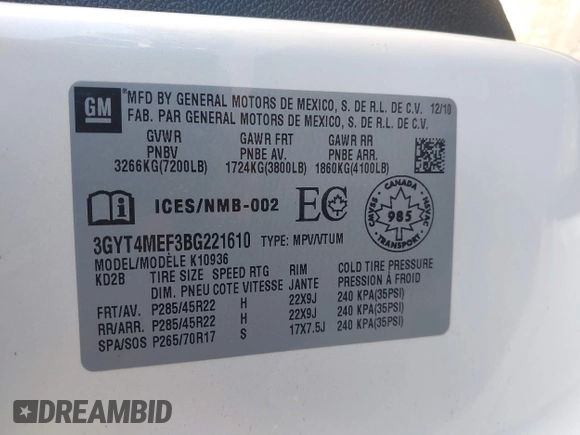 GM
*MFD BY GENERAL MOTORS DE MEXICO, S. DE R.L. DE C.V. 12/10
FAB. PAR GENERAL MOTORS DE MEXICO, S. DE R.L. DE C.V.
GVWR GAWR FRT GAWR RR
PNBV PNBE AV. PNBE ARR.
3266KG(7200LB) 1724KG(3800LB) 1860KG(4100LB)
ICES/NMB-002 EC
CANADA
CMVSS 985 NSVAC
TRANSPORT
3GYT4MEF3BG221610 TYPE: MPV/VTUM
MODEL/MODÈLE K10936
KD2B TIRE SIZE SPEED RTG RIM COLD TIRE PRESSURE
DIM. PNEU COTE VITESSE JANTE PRESSION A FROID
FRT/AV. P285/45R22 H 22X9J 240 KPA(35PSI)
RR/ARR. P285/45R22 H 22X9J 240 KPA(35PSI)
SPA/SOS P265/70R17 S 17X7.5J 240 KPA(35PSI)
DREAMBID